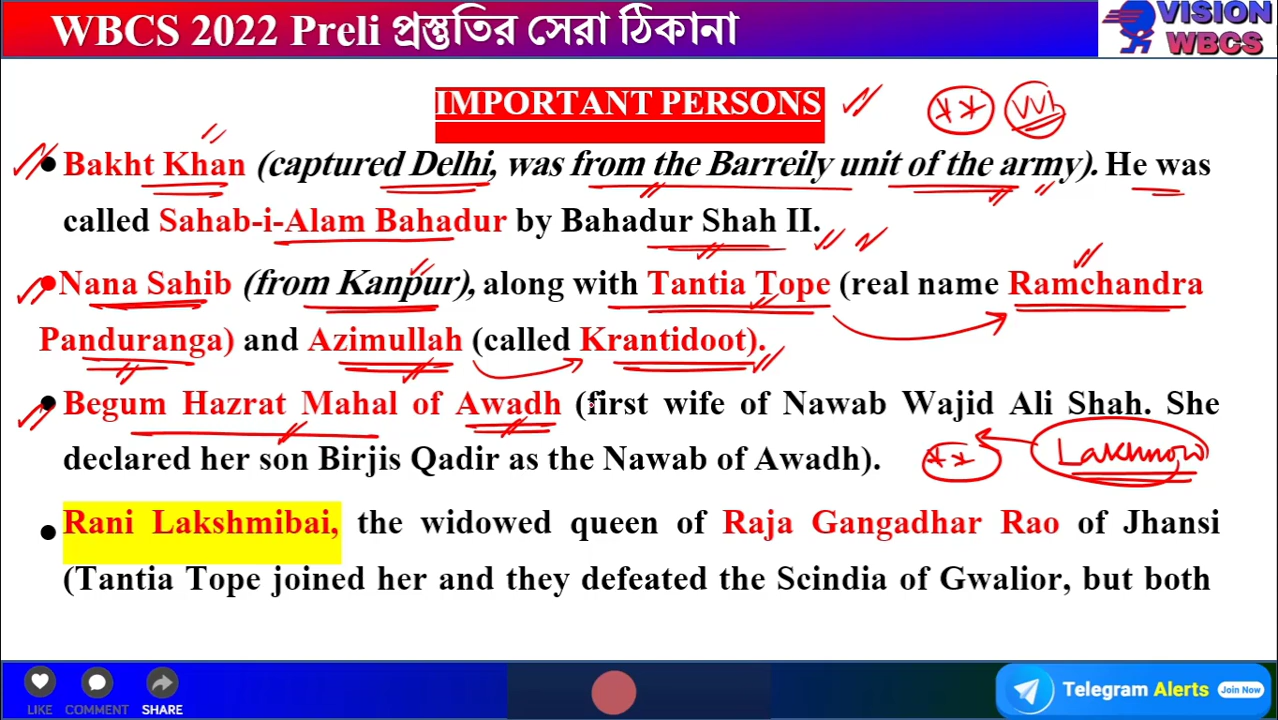 WBCS 2022 Preli প্রস্তুতির সেরা ঠিকানা
VISION
WBCS
IMPORTANT PERSONS
• Bakht Khan (captured Delhi, was from the Barreily unit of the army). He was
called Sahab-i-Alam Bahadur by Bahadur Shah II.
•Nana Sahib (from Kanpur), along with Tantia Tope (real name Ramchandra
Panduranga) and Azimullah (called Krantidoot).
• Begum Hazrat Mahal of Awadh (first wife of Nawab Wajid Ali Shah. She
declared her son Birjis Qadir as the Nawab of Awadh).
Lakhnow
• Rani Lakshmibai, the widowed queen of Raja Gangadhar Rao of Jhansi
(Tantia Tope joined her and they defeated the Scindia of Gwalior, but both
LIKE COMMENT SHARE
Telegram Alerts Join Now